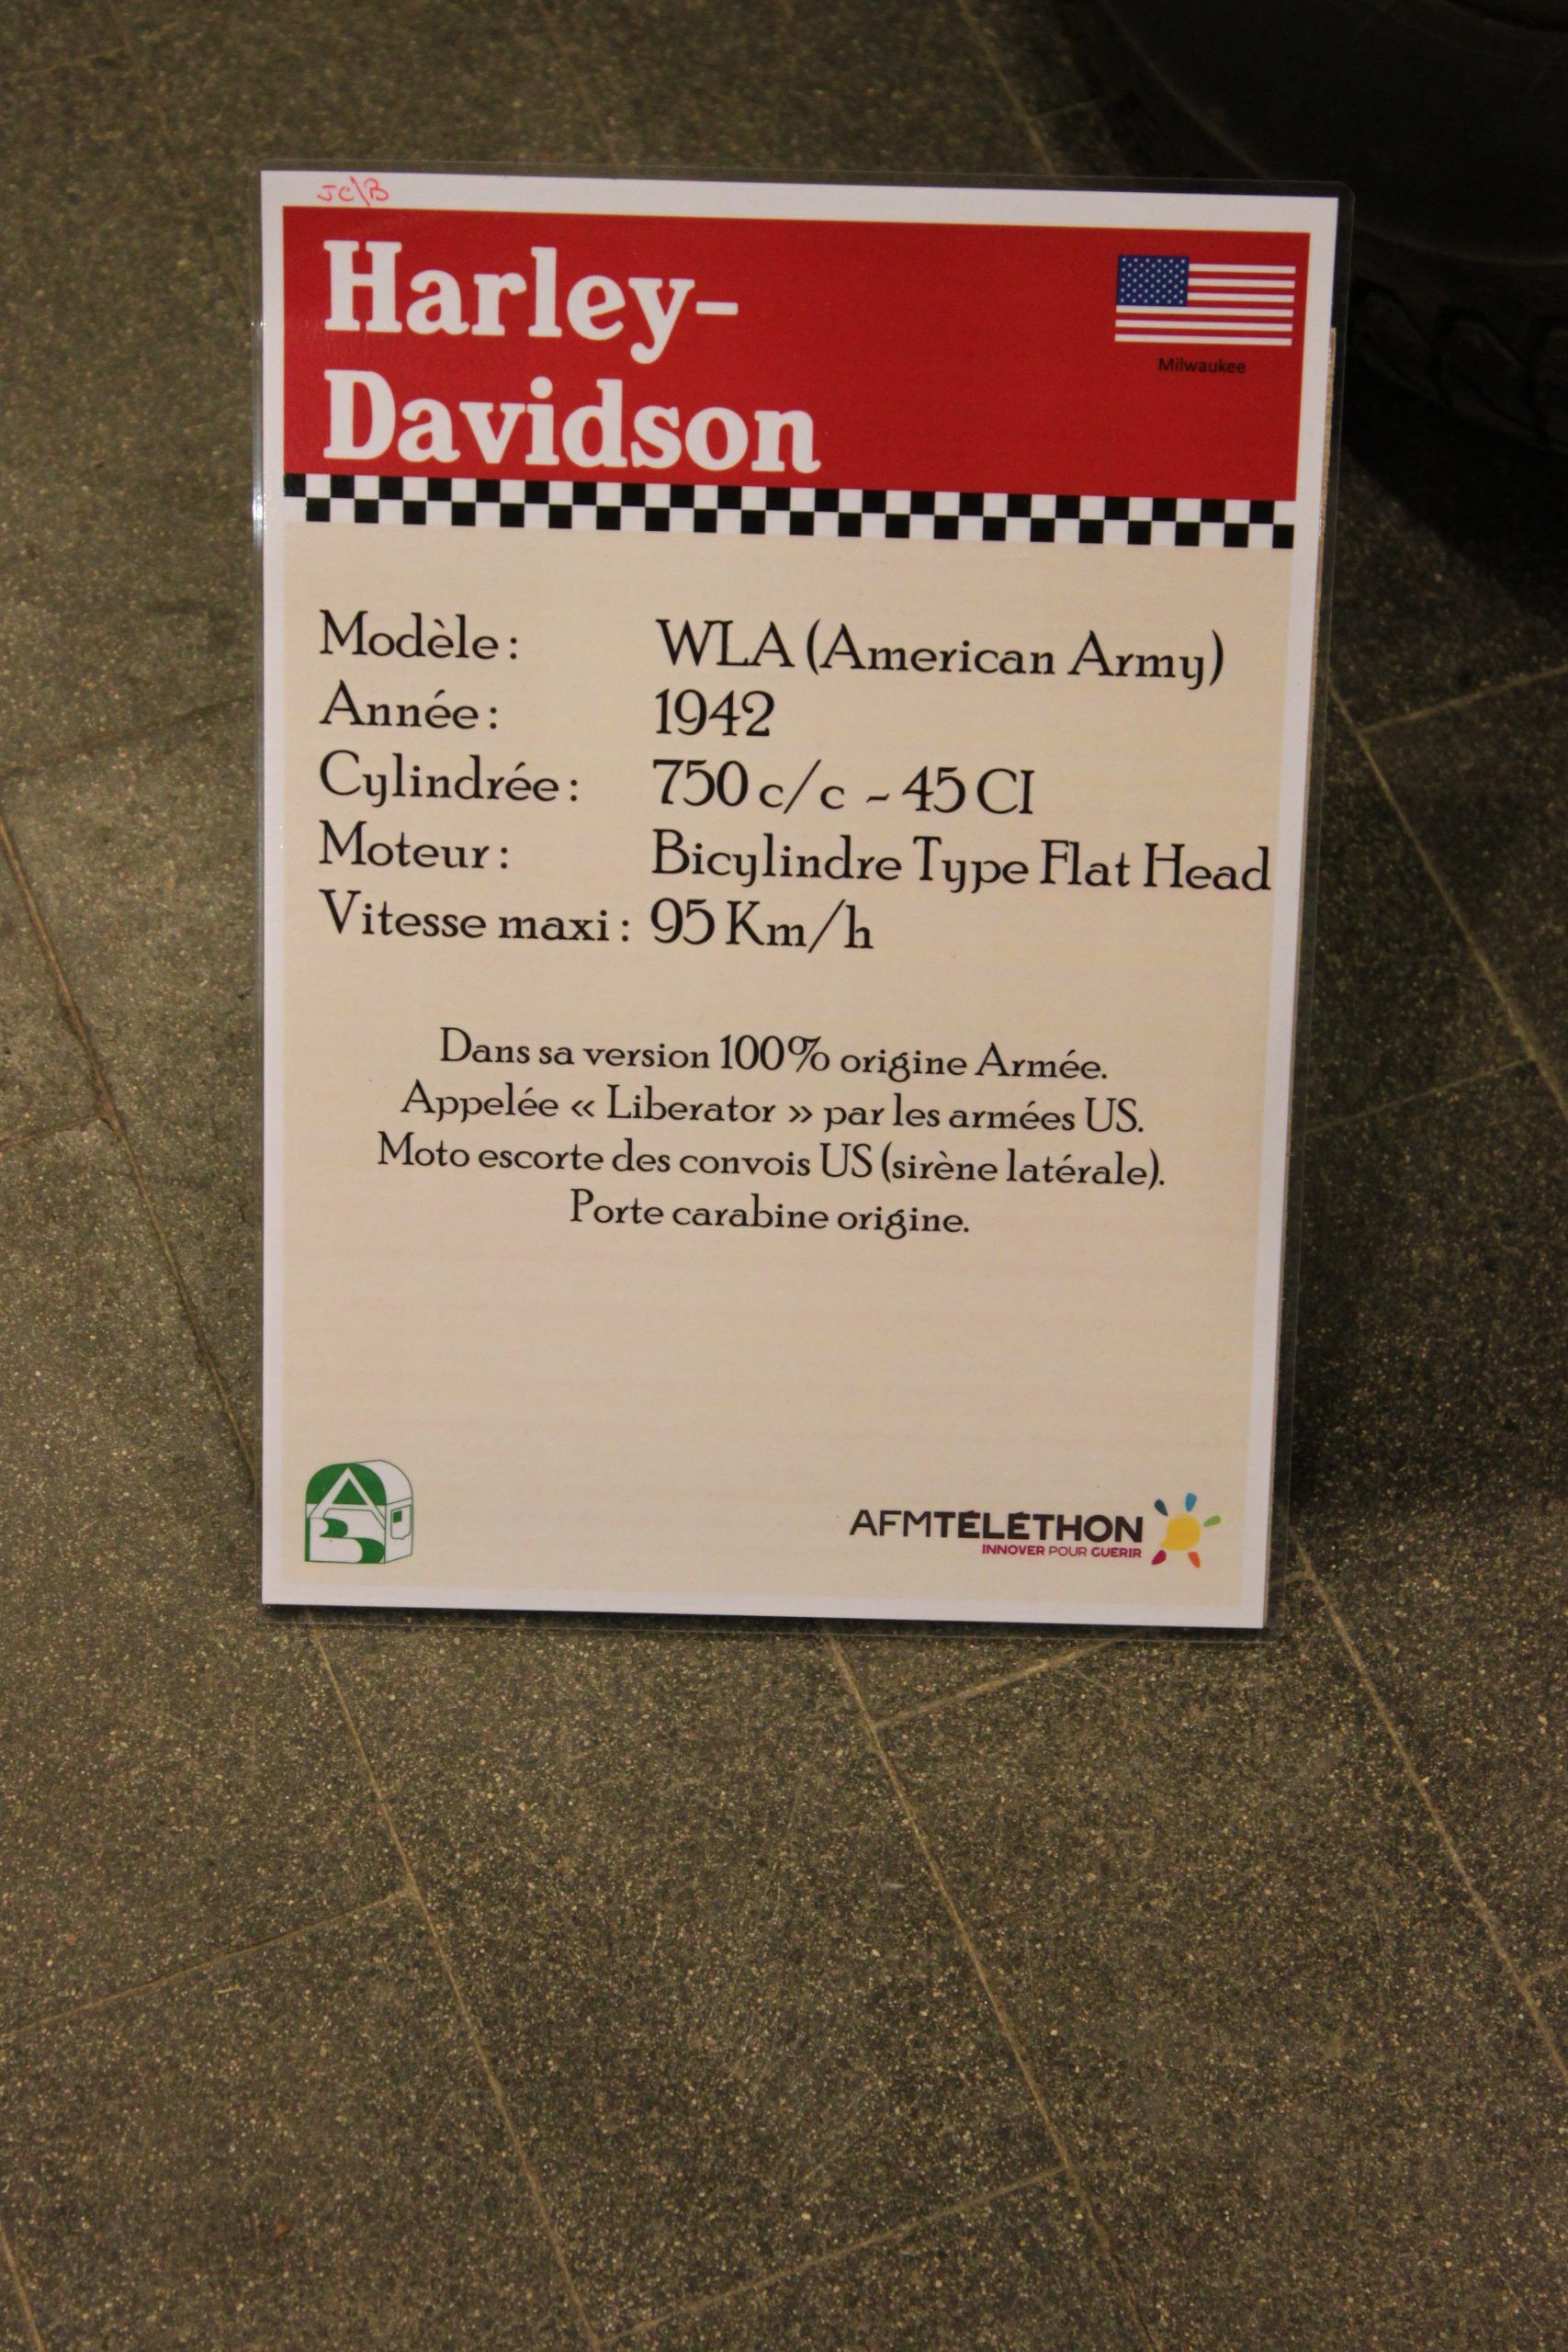 JC\B
Harley-
Davidson
Milwaukee
Modèle : WLA (American Army)
Année : 1942
Cylindrée : 750 c/c - 45 CI
Moteur : Bicylindre Type Flat Head
Vitesse maxi : 95 Km/h
Dans sa version 100% origine Armée.
Appelée « Liberator » par les armées US.
Moto escorte des convois US (sirène latérale).
Porte carabine origine.
AFMTÉLÉTHON
INNOVER POUR GUÉRIR